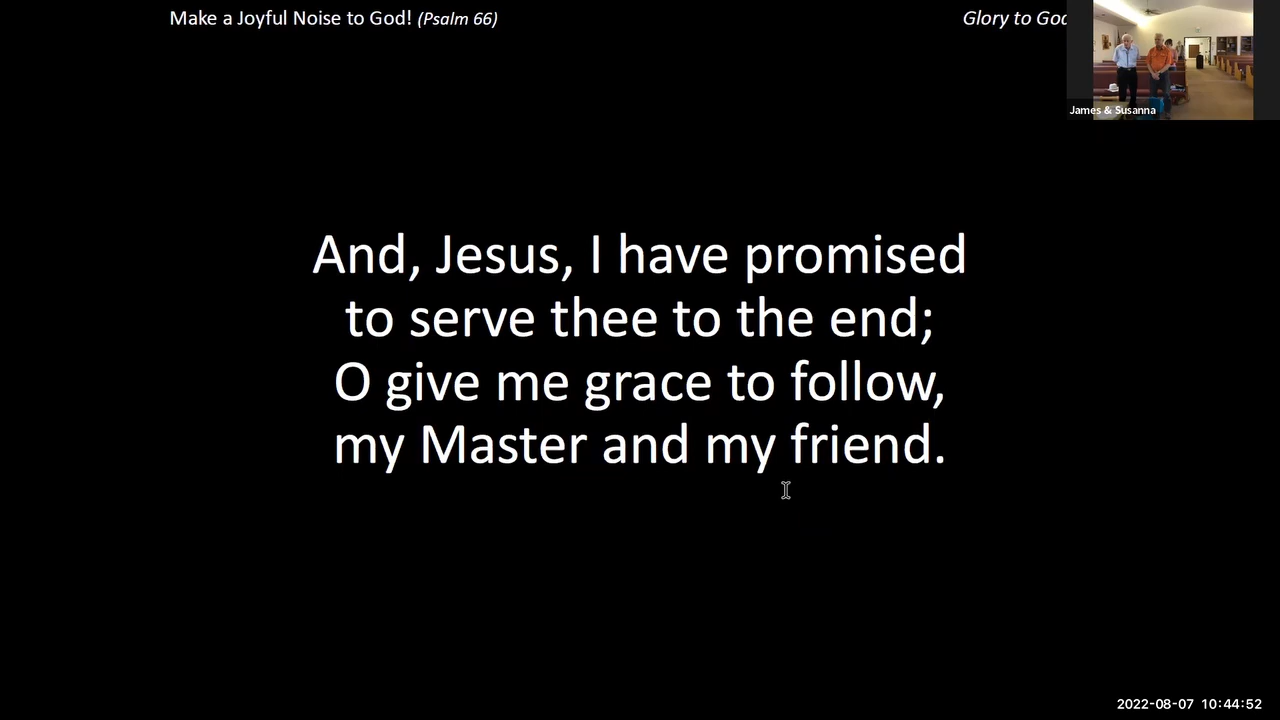 Make a Joyful Noise to God! (Psalm 66)
Glory to God
James & Susanna
And, Jesus, I have promised
to serve thee to the end;
O give me grace to follow,
my Master and my friend.
2022-08-07 10:44:52